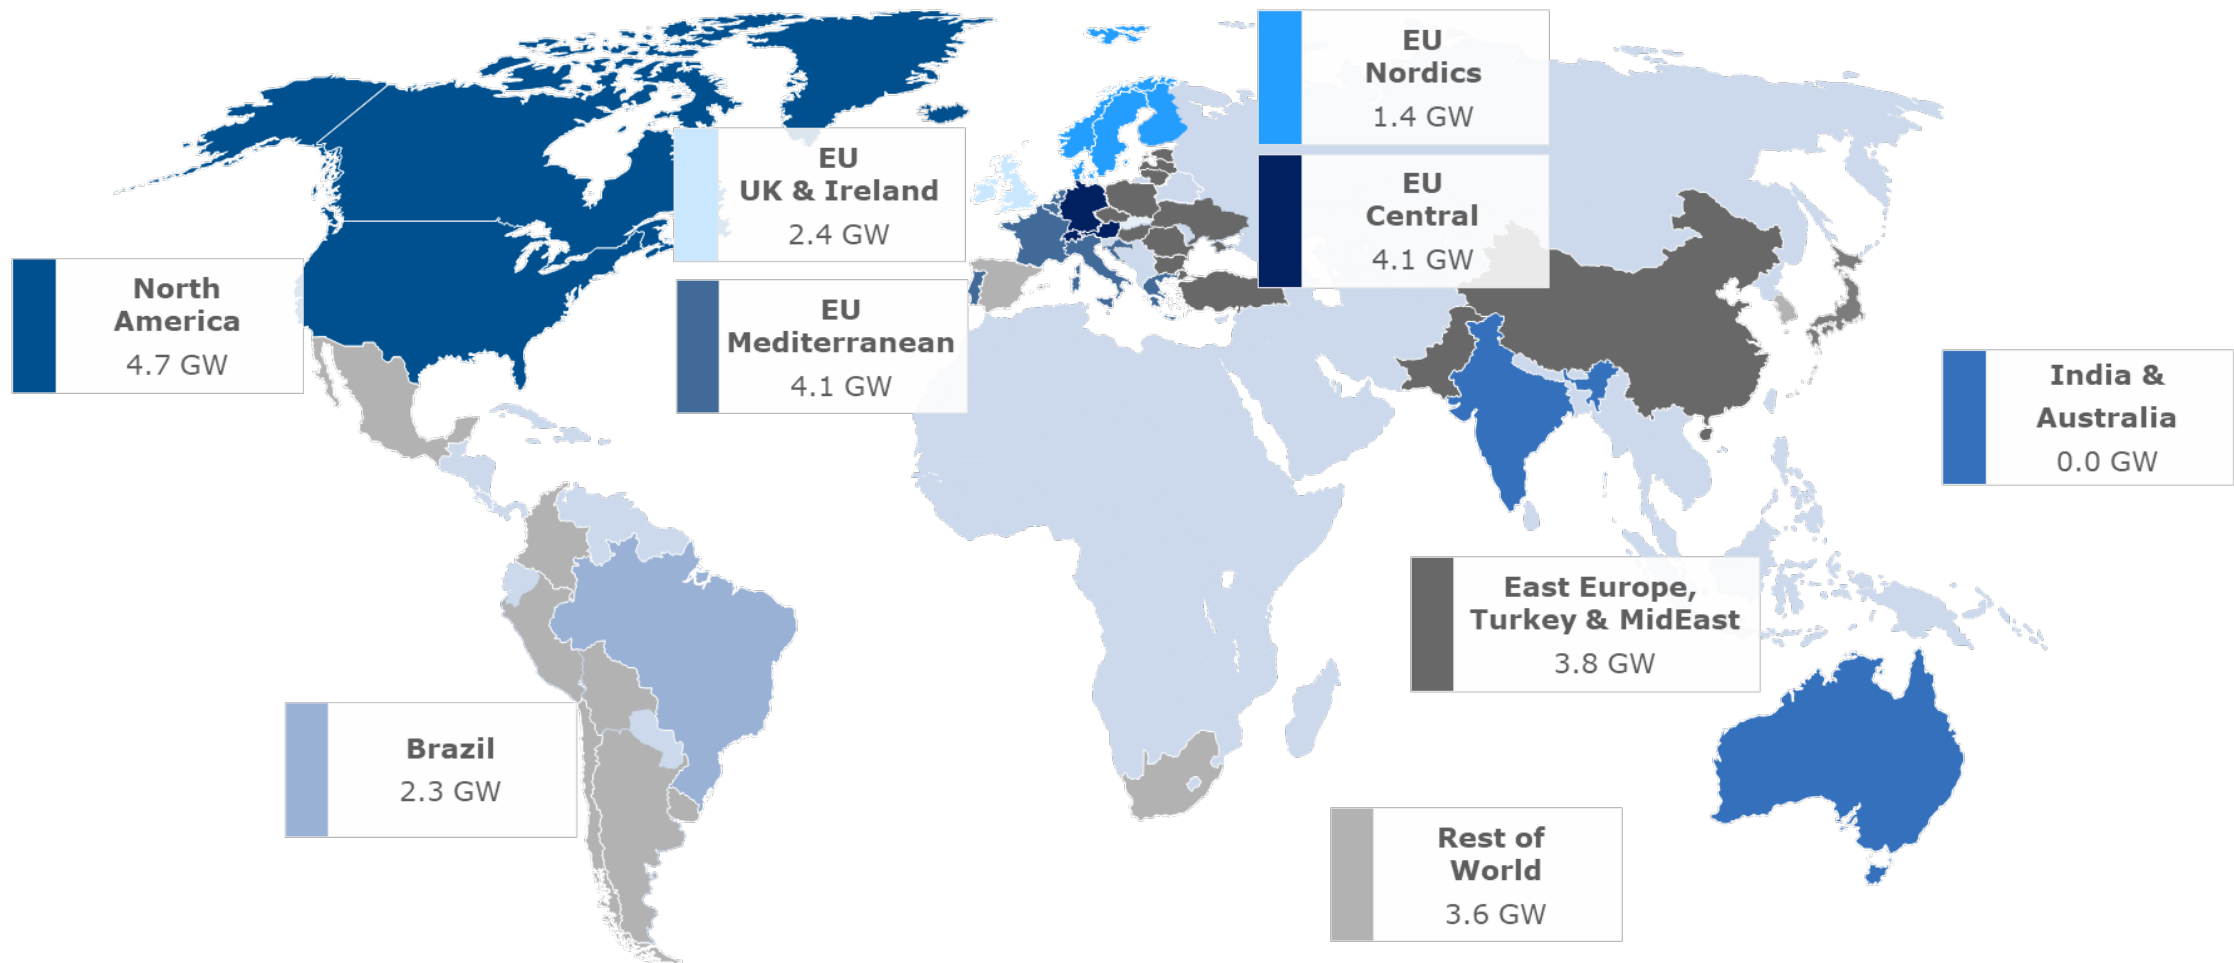 EU
Nordics
1.4 GW
EU
UK & Ireland
2.4 GW
EU
Central
4.1 GW
North
America
4.7 GW
EU
Mediterranean
4.1 GW
India &
Australia
0.0 GW
East Europe,
Turkey & MidEast
3.8 GW
Brazil
2.3 GW
Rest of
World
3.6 GW